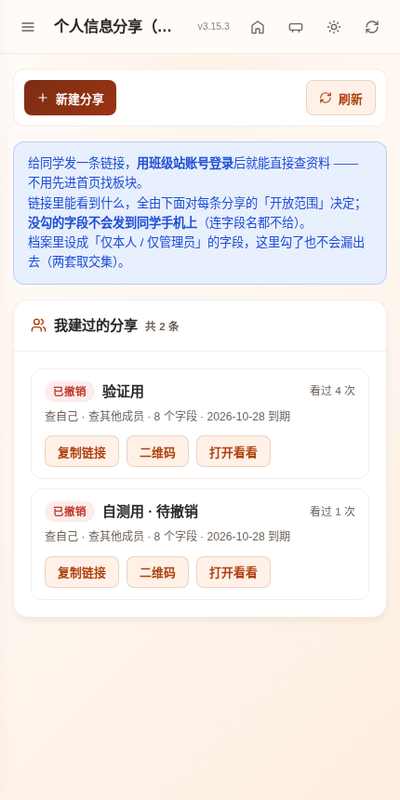 个人信息分享（...
v3.15.3
新建分享
刷新
给同学发一条链接，用班级站账号登录后就能直接查资料 ——
不用先进首页找板块。
链接里能看到什么，全由下面对每条分享的「开放范围」决定；
没勾的字段不会发到同学手机上（连字段名都不给）。
档案里设成「仅本人 / 仅管理员」的字段，这里勾了也不会漏出
去（两套取交集）。
我建过的分享 共 2 条
已撤销 验证用 看过 4 次
查自己 · 查其他成员 · 8 个字段 · 2026-10-28 到期
复制链接 二维码 打开看看
已撤销 自测用 · 待撤销 看过 1 次
查自己 · 查其他成员 · 8 个字段 · 2026-10-28 到期
复制链接 二维码 打开看看